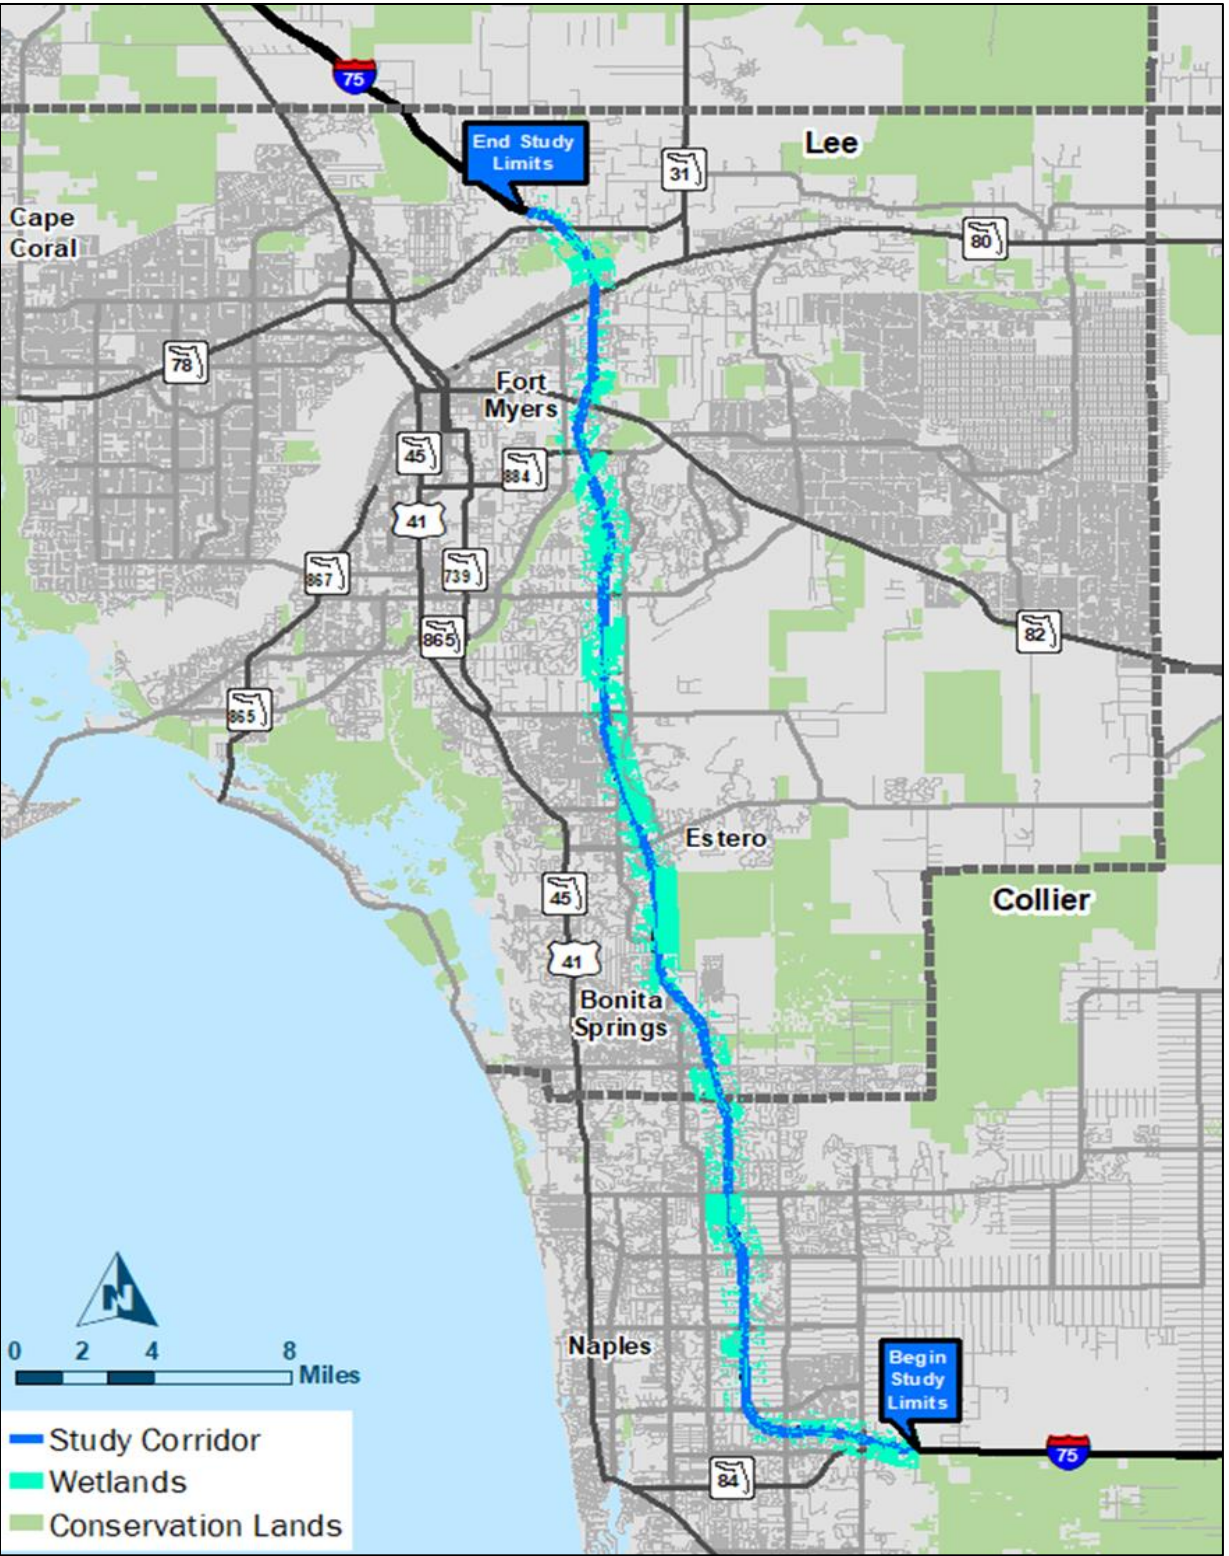 75
End Study
Limits
Lee
31
Cape
Coral
80
78
Fort
Myers
45
884
41
867
739
865
82
865
Estero
45
Collier
41
Bonita
Springs
N
Naples
0 2 4 8
Miles
Begin
Study
Limits
75
84
Study Corridor
Wetlands
Conservation Lands